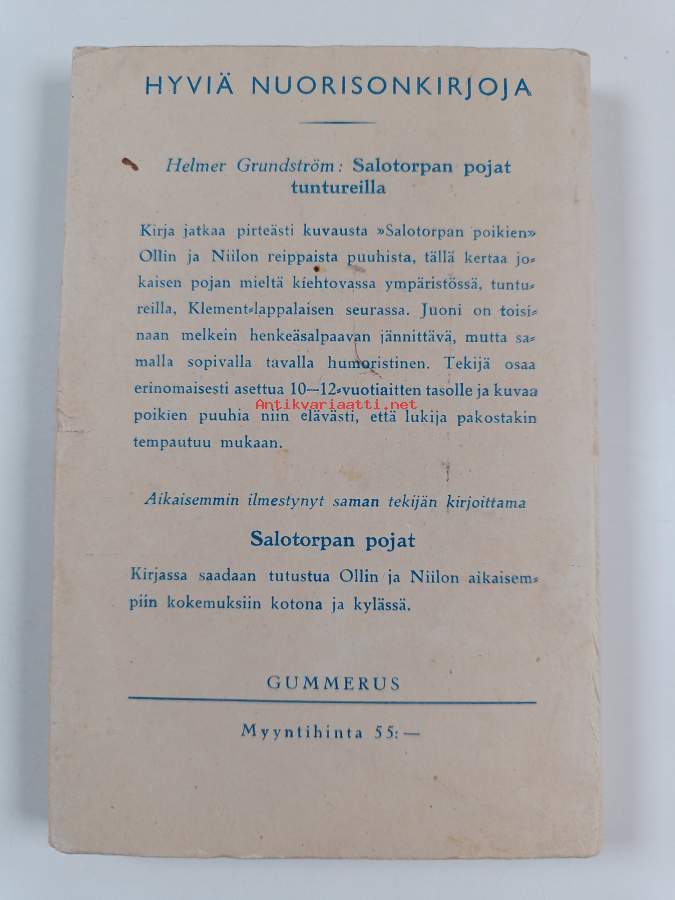 HYVIÄ NUORISONKIRJOJA
Helmer Grundström: Salotorpan pojat
tuntureilla
Kirja jatkaa pirteästi kuvausta »Salotorpan poikien»
Ollin ja Niilon reippaista puuhista, tällä kertaa jo-
kaisen pojan mieltä kiehtovassa ympäristössä, tuntu-
reilla, Klement-lappalaisen seurassa. Juoni on toisi-
naan melkein henkeäsalpaavan jännittävä, mutta sa-
malla sopivalla tavalla humoristinen. Tekijä osaa
erinomaisesti asettua 10—12-vuotiaitten tasolle ja kuvaa
Antikvariaatti.net
poikien puuhia niin elävästi, että lukija pakostakin
tempautuu mukaan.
Aikaisemmin ilmestynyt saman tekijän kirjoittama
Salotorpan pojat
Kirjassa saadaan tutustua Ollin ja Niilon aikaisem-
piin kokemuksiin kotona ja kylässä.
GUMMERUS
Myyntihinta 55:—